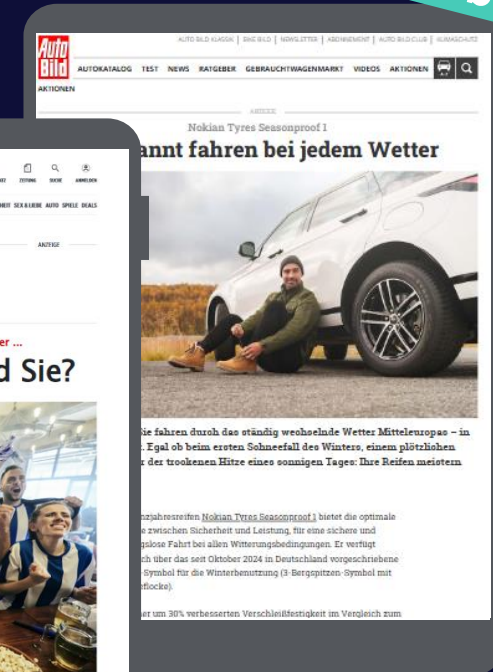 AUTO BILD KLASSIK | BIKE BILD | NEWSLETTER | ABONNEMENT | AUTO BILD.CLUB | KLIMASCHUTZ
Auto
Bild
AUTOKATALOG TEST NEWS RATGEBER GEBRAUCHTWAGENMARKT VIDEOS AKTIONEN
AKTIONEN
ANZEIGE
Nokian Tyres Seasonproof 1
annt fahren bei jedem Wetter
Sie fahren durch das ständig wechselnde Wetter Mitteleuropas – in
. Egal ob beim ersten Schneefall des Winters, einem plötzlichen
r der trockenen Hitze eines sonnigen Tages: Ihre Reifen meistern
nzjahresreifen Nokian Tyres Seasonproof 1 bietet die optimale
e zwischen Sicherheit und Leistung, für eine sichere und
gslose Fahrt bei allen Witterungsbedingungen. Er verfügt
ch über das seit Oktober 2024 in Deutschland vorgeschriebene
-Symbol für die Winterbenutzung (3-Bergspitzen-Symbol mit
flocke).
er um 30% verbesserten Verschleißfestigkeit im Vergleich zum
ZEITUNG SUCHE ANMELDEN
HEIT SEX & LIEBE AUTO SPIELE DEALS
ANZEIGE
er ...
d Sie?